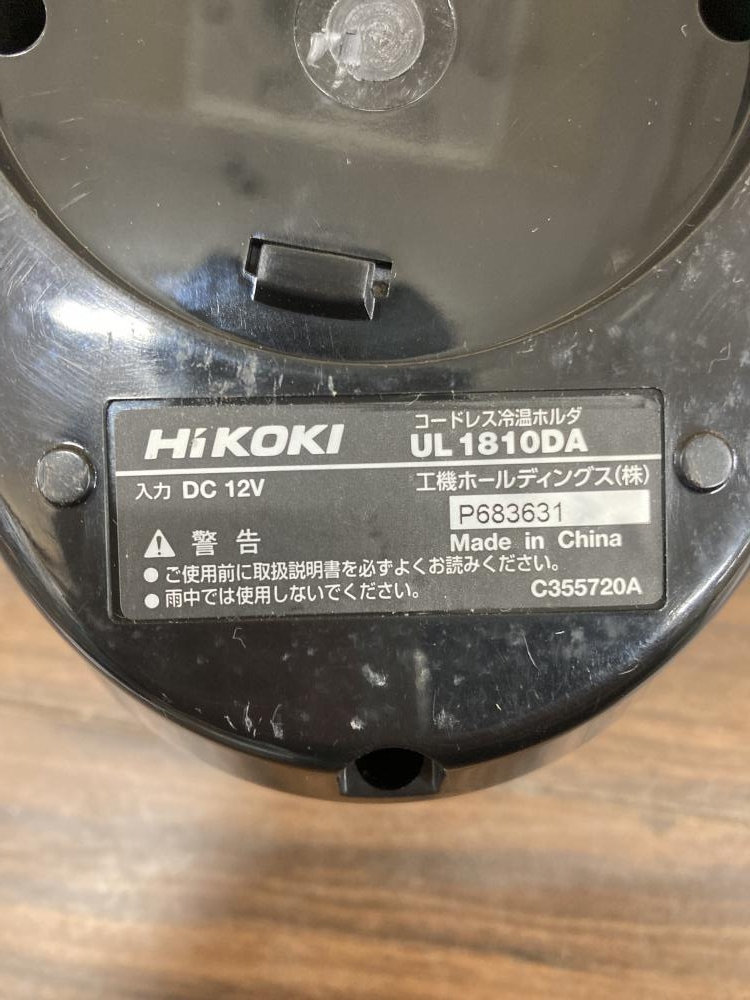 コードレス冷温ホルダ
HiKOKI UL1810DA
入力 DC 12V 工機ホールディングス(株)
P683631
警告 Made in China
●ご使用前に取扱説明書を必ずよくお読みください。
●雨中では使用しないでください。 C355720A